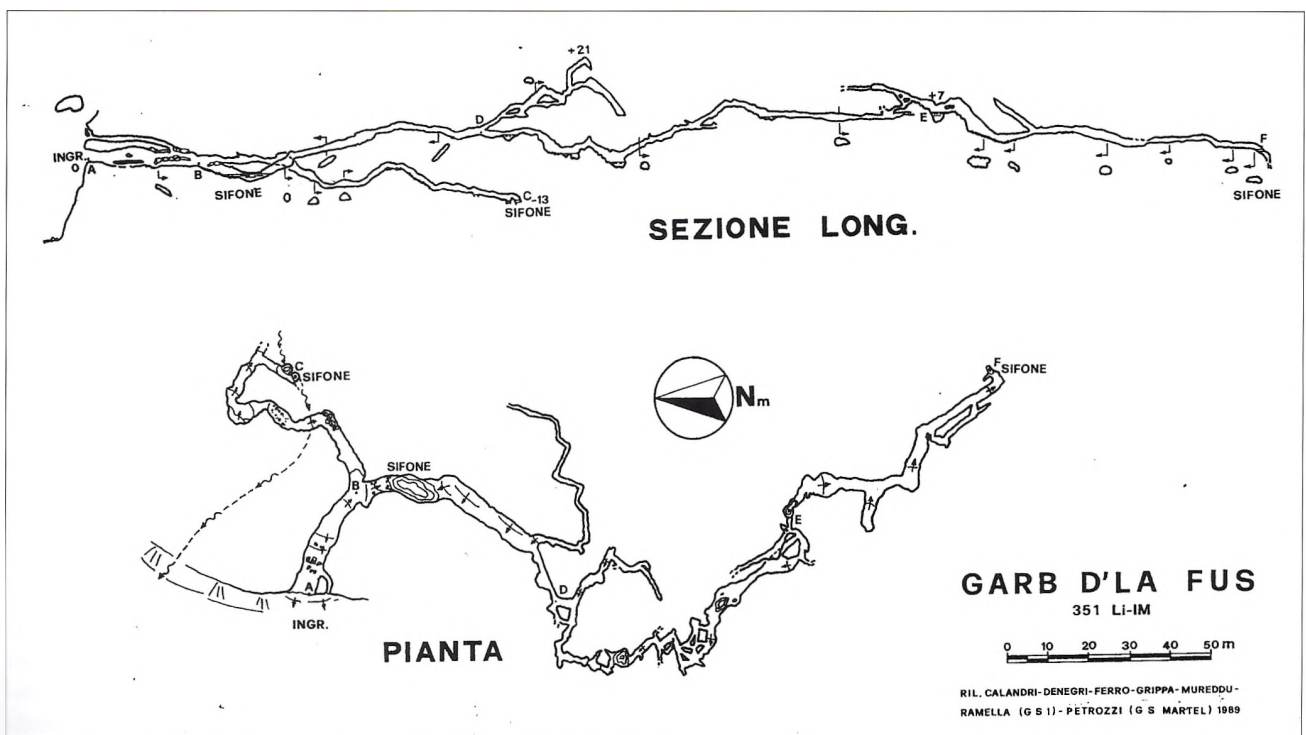 +21
D
+7
E
INGR.
0 A
B
SIFONE
C -13
SIFONE
F
SIFONE
SEZIONE LONG.
C
SIFONE
F
SIFONE
Nm
SIFONE
B
E
A
D
INGR.
PIANTA
GARB D'LA FUS
351 Li-IM
0 10 20 30 40 50 m
RIL. CALANDRI-DENEGRI-FERRO-GRIPPA-MUREDDU-
RAMELLA (G S I) - PETROZZI (G S MARTEL) 1989